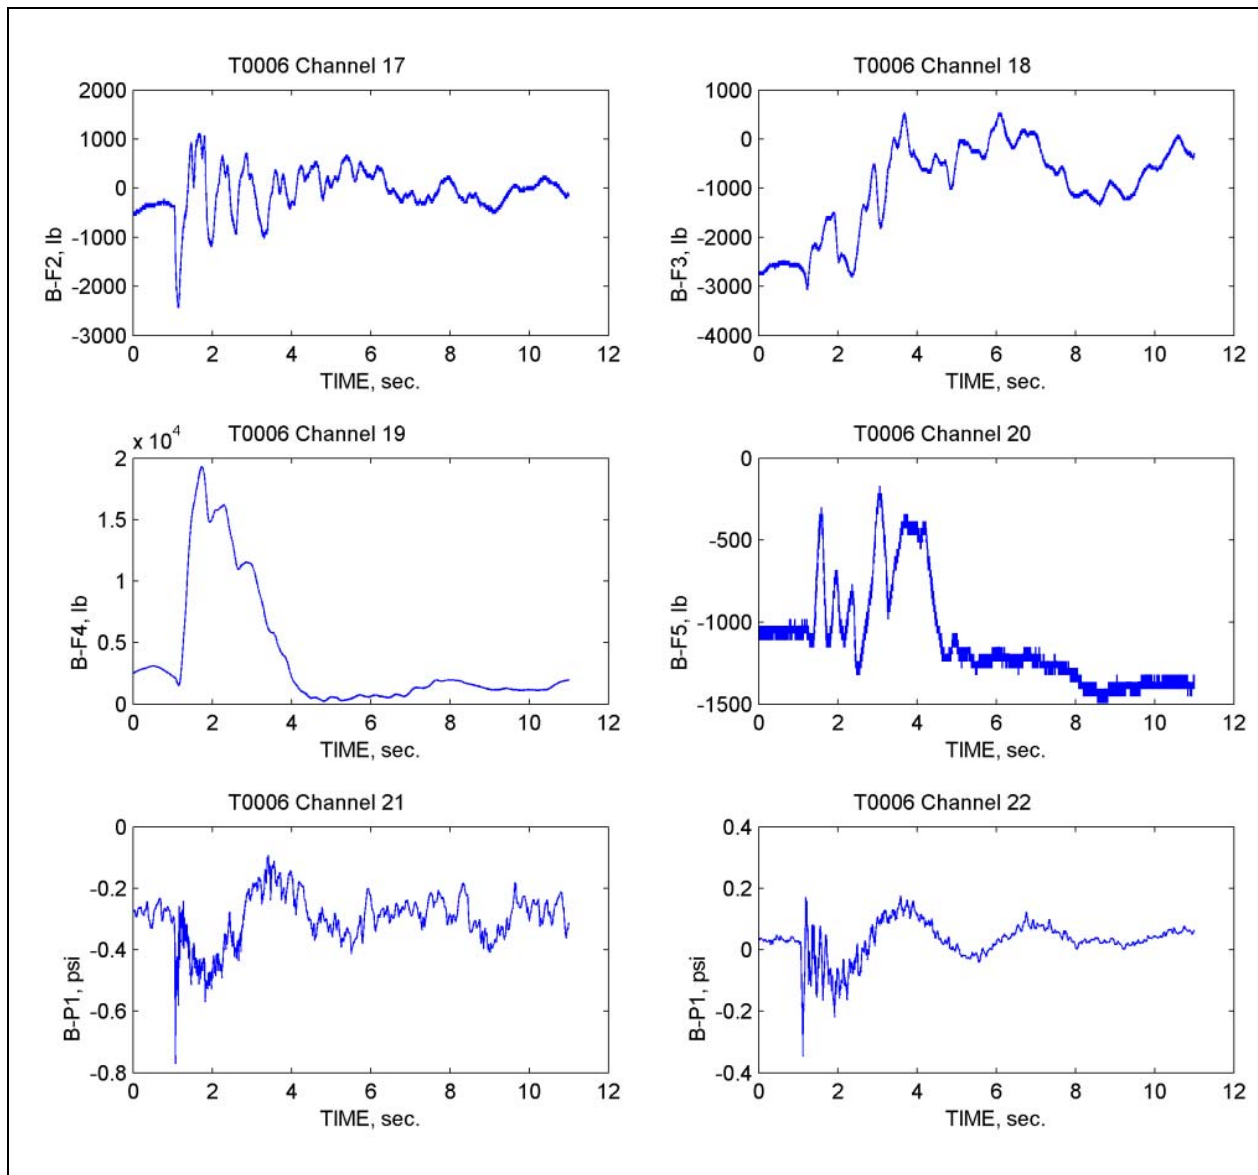 T0006 Channel 17
2000
1000
0
-1000
-2000
-3000
B-F2, lb
0 2 4 6 8 10 12
TIME, sec.
T0006 Channel 18
1000
0
-1000
-2000
-3000
-4000
B-F3, lb
0 2 4 6 8 10 12
TIME, sec.
T0006 Channel 19
x 10^4
2
1.5
1
0.5
0
B-F4, lb
0 2 4 6 8 10 12
TIME, sec.
T0006 Channel 20
0
-500
-1000
-1500
B-F5, lb
0 2 4 6 8 10 12
TIME, sec.
T0006 Channel 21
0
-0.2
-0.4
-0.6
-0.8
B-P1, psi
0 2 4 6 8 10 12
TIME, sec.
T0006 Channel 22
0.4
0.2
0
-0.2
-0.4
B-P1, psi
0 2 4 6 8 10 12
TIME, sec.